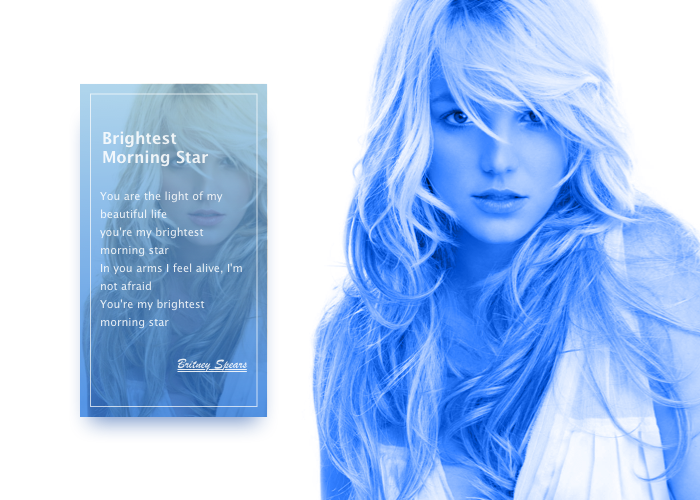 Brightest
Morning Star
You are the light of my
beautiful life
you're my brightest
morning star
In you arms I feel alive, I'm
not afraid
You're my brightest
morning star
Britney Spears